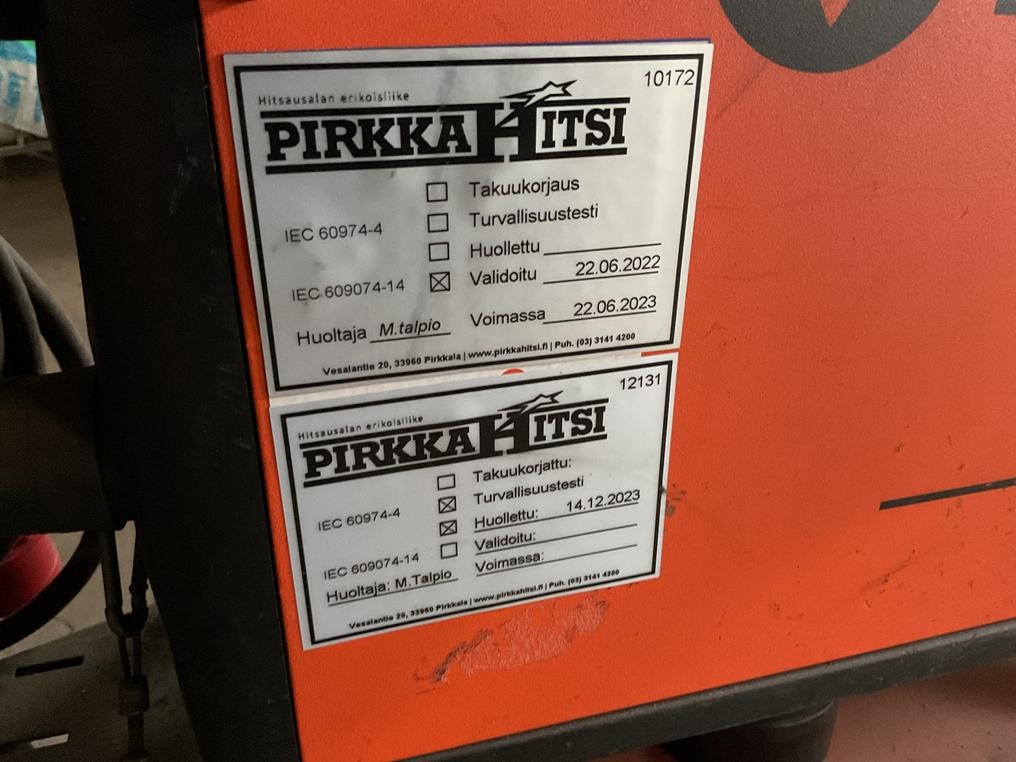 10172
Hitsausalan erikoisliike
PIRKKAHITSI
Takuukorjaus
IEC 60974-4 Turvallisuustesti
Huollettu
IEC 609074-14 Validoitu 22.06.2022
Huoltaja M.talpio Voimassa 22.06.2023
Vesalantie 20, 33960 Pirkkala | www.pirkkahitsi.fi | Puh. (03) 3141 4200
12131
Hitsausalan erikoisliike
PIRKKAHITSI
Takuukorjattu:
IEC 60974-4 Turvallisuustesti
Huollettu: 14.12.2023
IEC 609074-14 Validoitu:
Huoltaja: M.Talpio Voimassa:
Vesalantie 20, 33960 Pirkkala | www.pirkkahitsi.fi | Puh. (03) 3141 4200